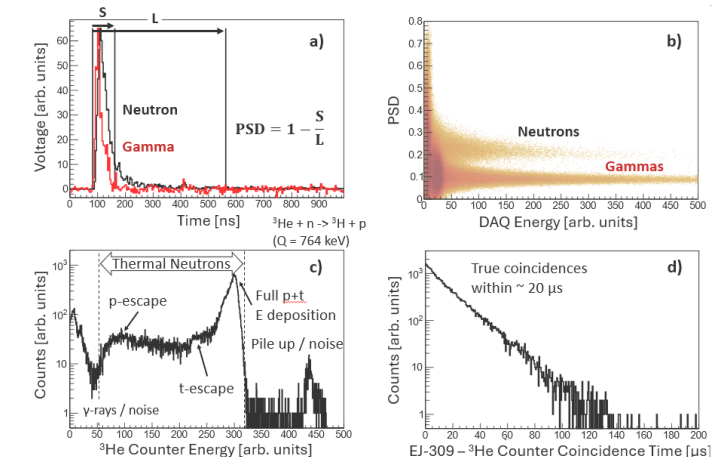 S
L
a)
Neutron
Gamma
PSD = 1 − S/L
Voltage [arb. units]
60
50
40
30
20
10
0
0 100 200 300 400 500 600 700 800 900
Time [ns]
b)
PSD
0.8
0.7
0.6
0.5
0.4
0.3
0.2
0.1
0
Neutrons
Gammas
0 50 100 150 200 250 300 350 400 450 500
DAQ Energy [arb. units]
³He + n -> ³H + p
(Q = 764 keV)
Thermal Neutrons
c)
p-escape
Full p+t
E deposition
Pile up / noise
t-escape
γ-rays / noise
Counts [arb. units]
10³
10²
10
1
0 50 100 150 200 250 300 350 400 450 500
³He Counter Energy [arb. units]
True coincidences
within ~ 20 μs
d)
Counts [arb. units]
10³
10²
10
1
0 20 40 60 80 100 120 140 160 180 200
EJ-309 – ³He Counter Coincidence Time [μs]